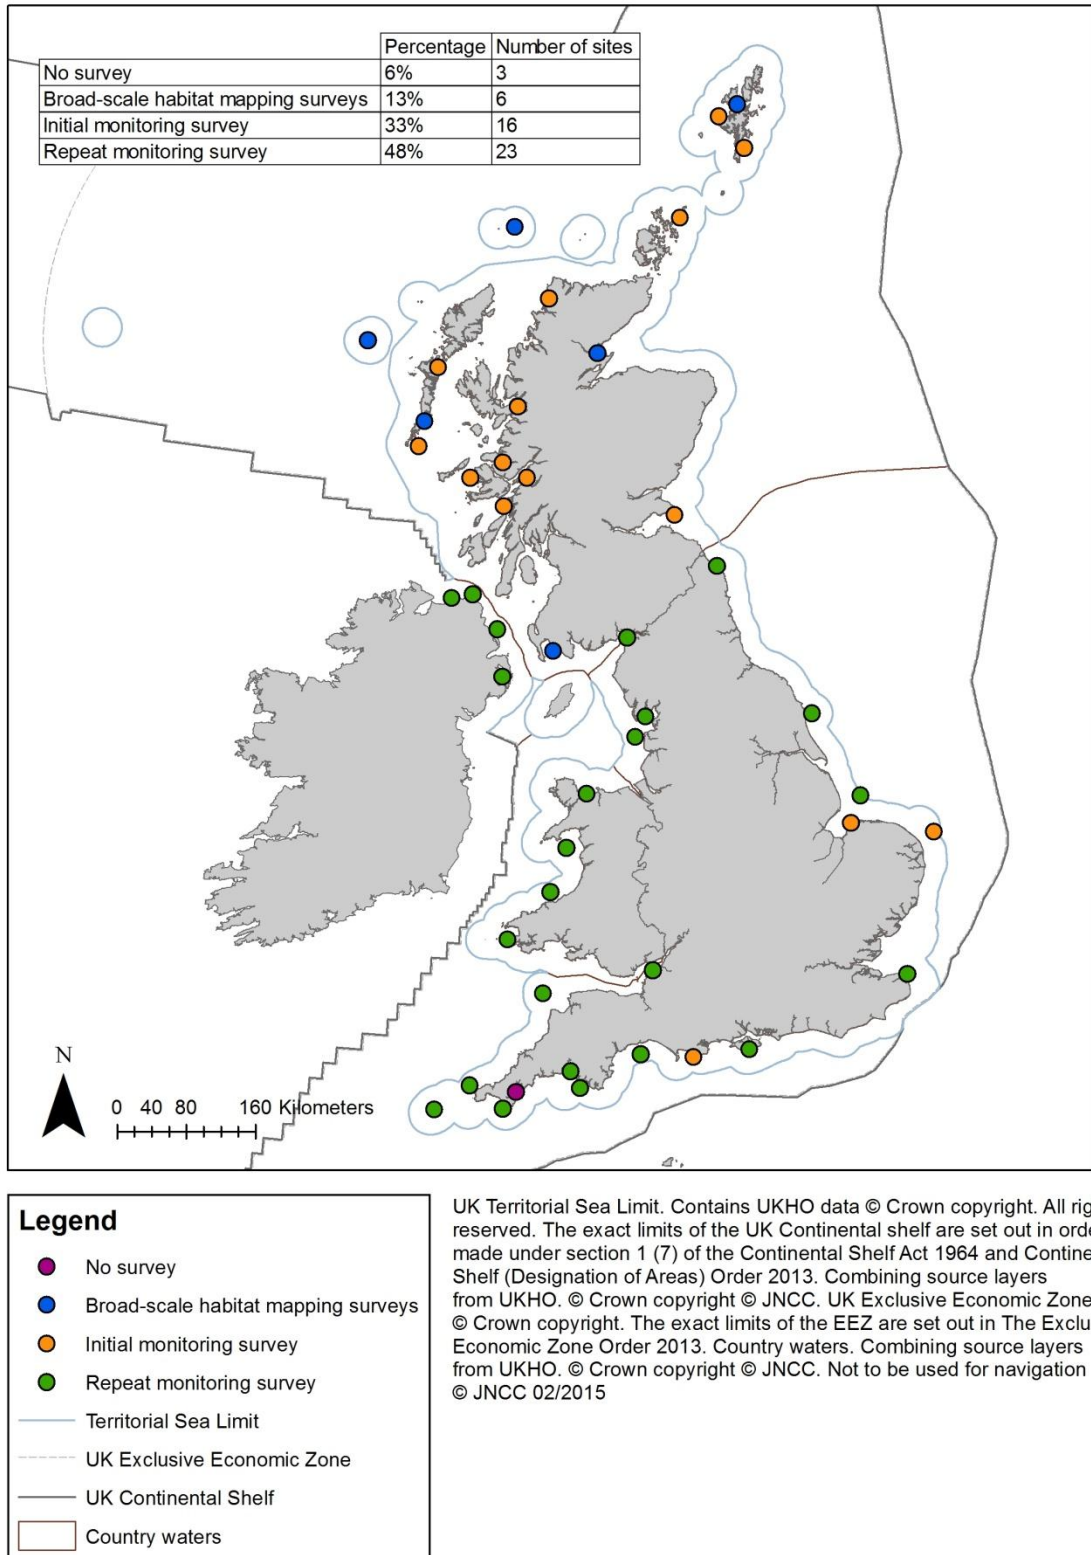 Percentage Number of sites
No survey 6% 3
Broad-scale habitat mapping surveys 13% 6
Initial monitoring survey 33% 16
Repeat monitoring survey 48% 23
N
0 40 80 160 Kilometers
Legend
No survey
Broad-scale habitat mapping surveys
Initial monitoring survey
Repeat monitoring survey
Territorial Sea Limit
UK Exclusive Economic Zone
UK Continental Shelf
Country waters
UK Territorial Sea Limit. Contains UKHO data © Crown copyright. All rig
reserved. The exact limits of the UK Continental shelf are set out in orde
made under section 1 (7) of the Continental Shelf Act 1964 and Contine
Shelf (Designation of Areas) Order 2013. Combining source layers
from UKHO. © Crown copyright © JNCC. UK Exclusive Economic Zone
© Crown copyright. The exact limits of the EEZ are set out in The Exclu
Economic Zone Order 2013. Country waters. Combining source layers
from UKHO. © Crown copyright © JNCC. Not to be used for navigation
© JNCC 02/2015